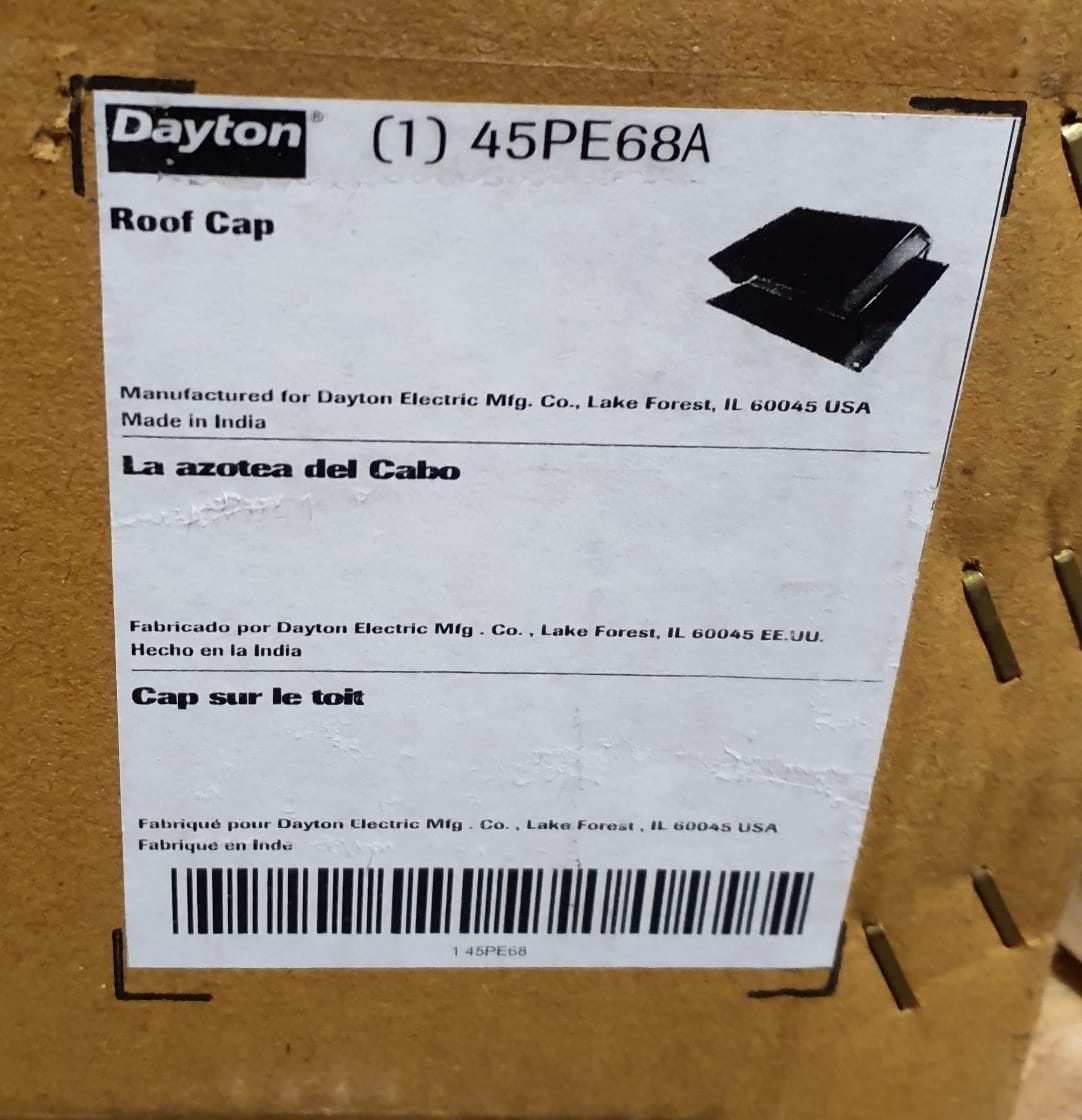 Dayton® (1) 45PE68A
Roof Cap
Manufactured for Dayton Electric Mfg. Co., Lake Forest, IL 60045 USA
Made in India
La azotea del Cabo
Fabricado por Dayton Electric Mfg . Co. , Lake Forest, IL 60045 EE.UU.
Hecho en la India
Cap sur le toit
Fabriqué pour Dayton Electric Mfg . Co. , Lake Forest , IL 60045 USA
Fabrique en Inde
1 45PE68